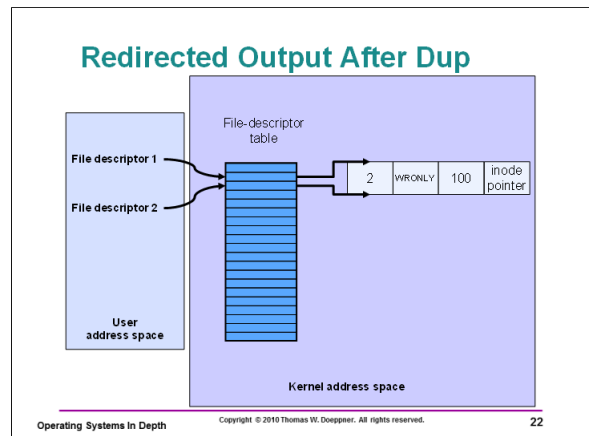 Redirected Output After Dup
File-descriptor
table
File descriptor 1
File descriptor 2
2
WRONLY
100
inode
pointer
User
address space
Kernel address space
Operating Systems In Depth
Copyright © 2010 Thomas W. Doeppner. All rights reserved.
22